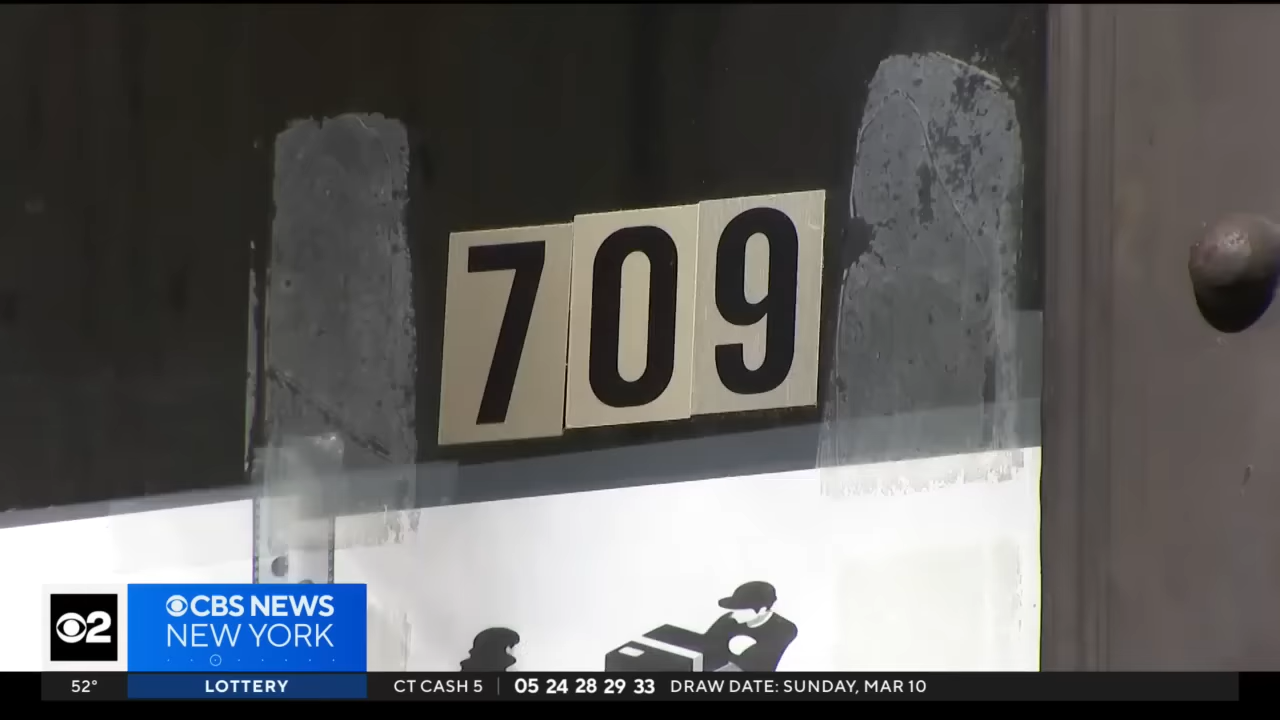 709
2
CBS NEWS
NEW YORK
52° LOTTERY CT CASH 5 | 05 24 28 29 33 DRAW DATE: SUNDAY, MAR 10